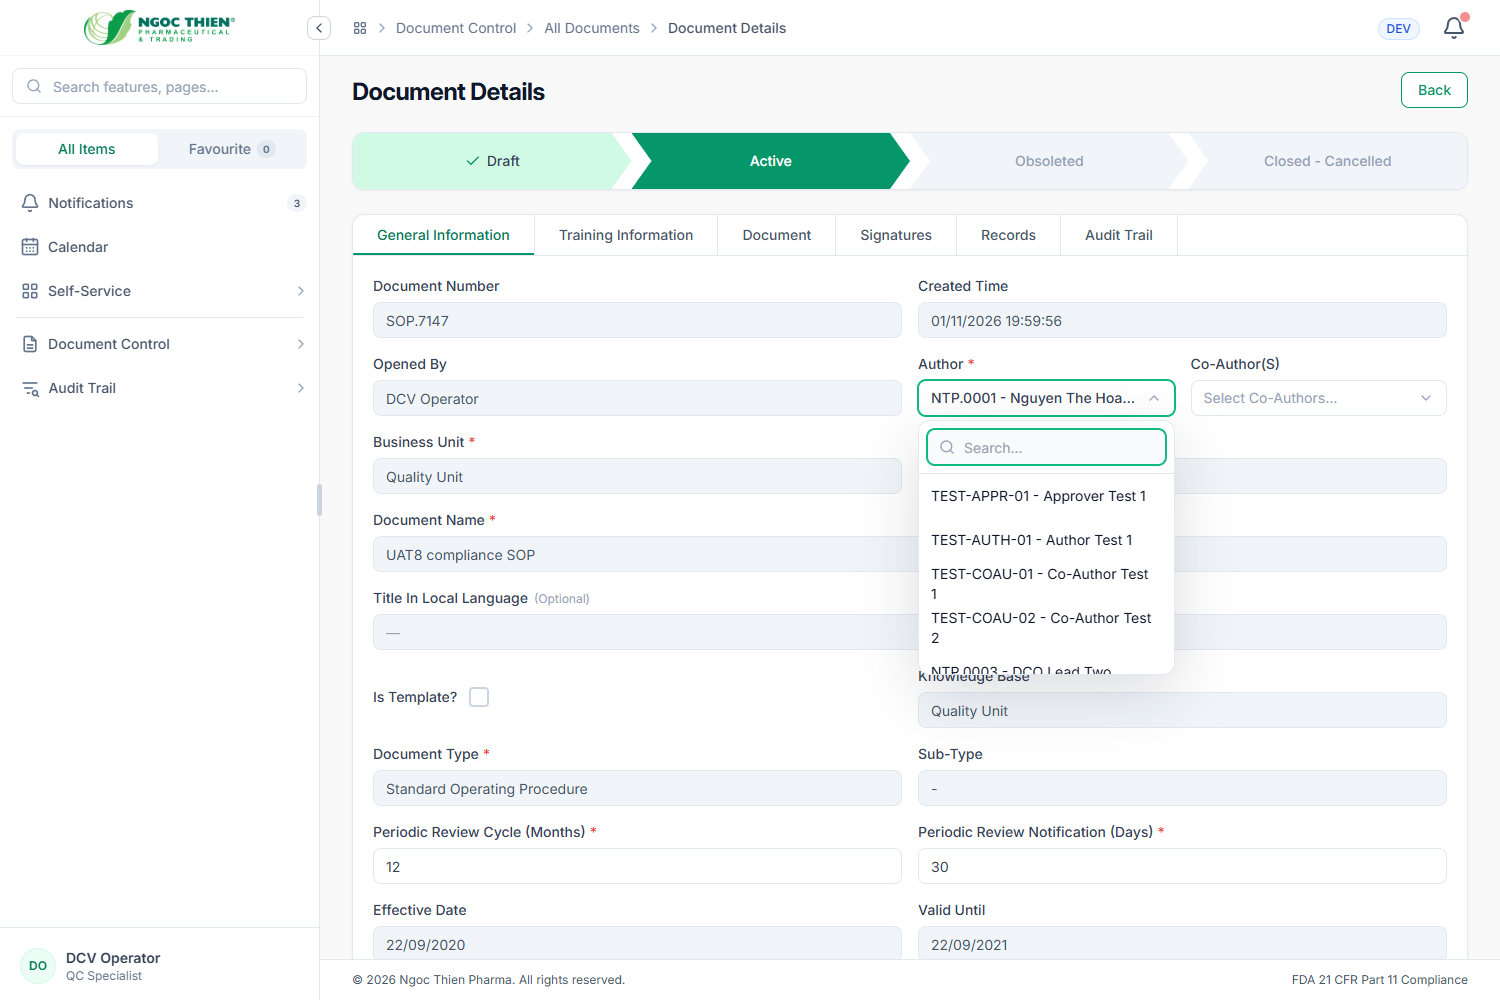 NGOC THIEN®
PHARMACEUTICAL
& TRADING
Search features, pages...
All Items
Favourite 0
Notifications 3
Calendar
Self-Service
Document Control
Audit Trail
DO
DCV Operator
QC Specialist
Document Control
All Documents
Document Details
DEV
Document Details
Back
Draft
Active
Obsoleted
Closed - Cancelled
General Information
Training Information
Document
Signatures
Records
Audit Trail
Document Number
SOP.7147
Created Time
01/11/2026 19:59:56
Opened By
DCV Operator
Author *
NTP.0001 - Nguyen The Hoa...
Co-Author(S)
Select Co-Authors...
Search...
TEST-APPR-01 - Approver Test 1
TEST-AUTH-01 - Author Test 1
TEST-COAU-01 - Co-Author Test
1
TEST-COAU-02 - Co-Author Test
2
NTP.0003 - DCO Lead Two
Business Unit *
Quality Unit
Document Name *
UAT8 compliance SOP
Title In Local Language (Optional)
—
Is Template?
Knowledge Base
Quality Unit
Document Type *
Standard Operating Procedure
Sub-Type
-
Periodic Review Cycle (Months) *
12
Periodic Review Notification (Days) *
30
Effective Date
22/09/2020
Valid Until
22/09/2021
© 2026 Ngoc Thien Pharma. All rights reserved.
FDA 21 CFR Part 11 Compliance